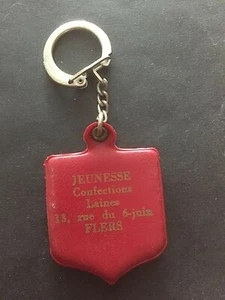 JEUNESSE
Confections
Laines
13, rue du 6-juin
FLERS